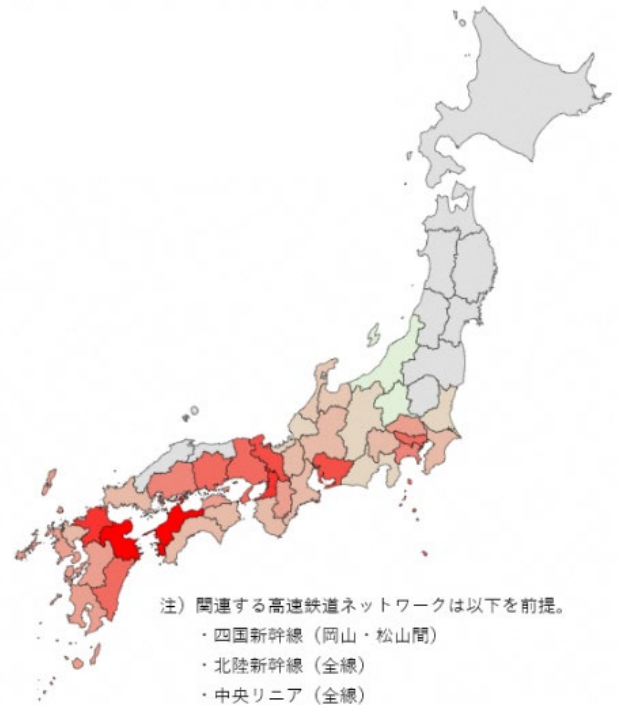 注）関連する高速鉄道ネットワークは以下を前提。
・四国新幹線（岡山・松山間）
・北陸新幹線（全線）
・中央リニア（全線）